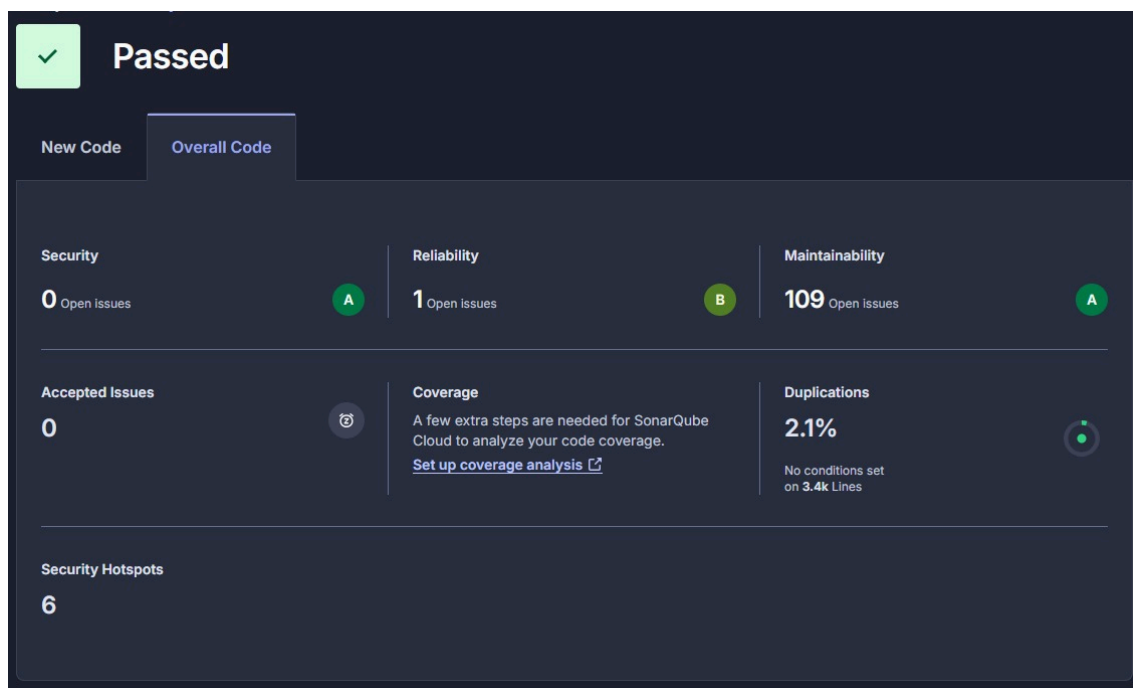 Passed
New Code
Overall Code
Security
0 Open issues
A
Reliability
1 Open issues
B
Maintainability
109 Open issues
A
Accepted Issues
0
Coverage
A few extra steps are needed for SonarQube
Cloud to analyze your code coverage.
Set up coverage analysis
Duplications
2.1%
No conditions set
on 3.4k Lines
Security Hotspots
6